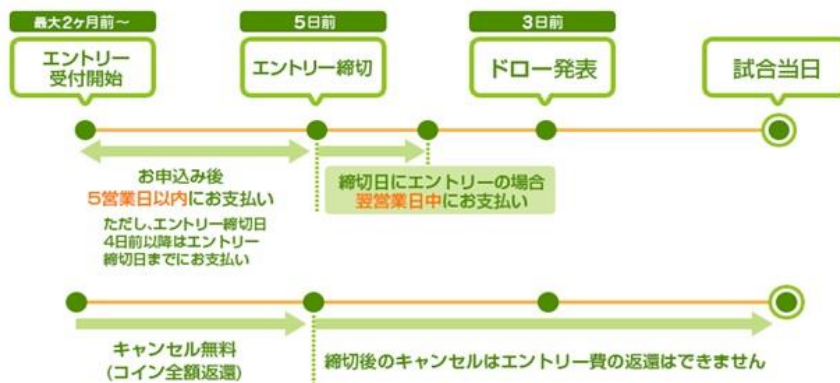 最大2ヶ月前～
5日前
3日前
エントリー
受付開始
エントリー締切
ドロー発表
試合当日
お申込み後
5営業日以内にお支払い
ただし、エントリー締切日
4日前以降はエントリー
締切日までにお支払い
締切日にエントリーの場合
翌営業日中にお支払い
キャンセル無料
(コイン全額返還)
締切後のキャンセルはエントリー費の返還はできません